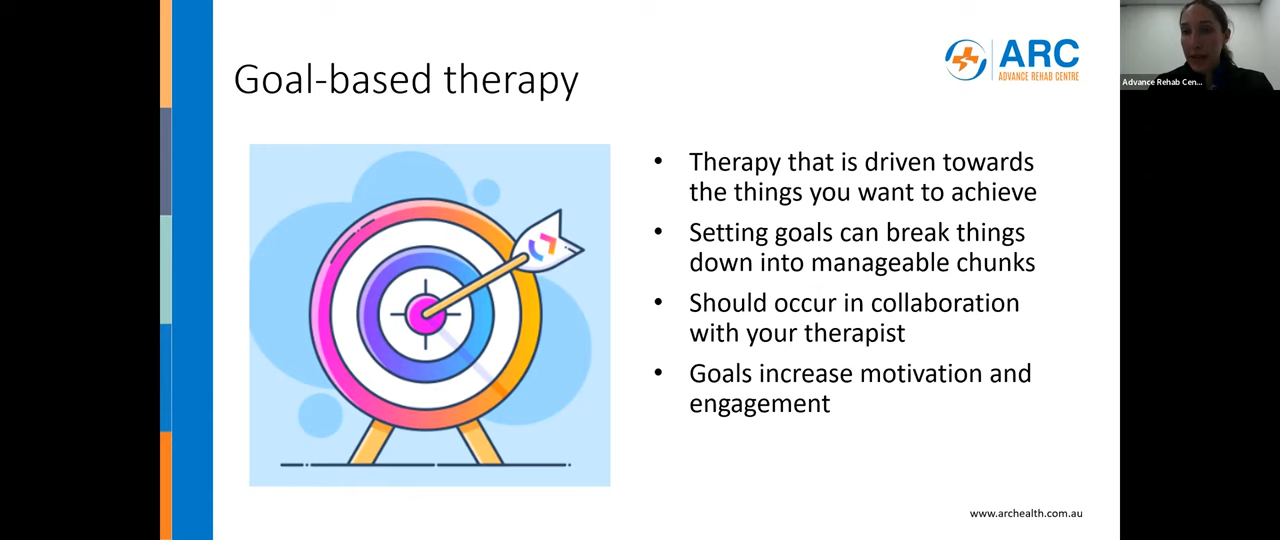 Goal-based therapy
ARC
ADVANCE REHAB CENTRE
Advance Rehab Cen...
• Therapy that is driven towards
the things you want to achieve
• Setting goals can break things
down into manageable chunks
• Should occur in collaboration
with your therapist
• Goals increase motivation and
engagement
www.archealth.com.au